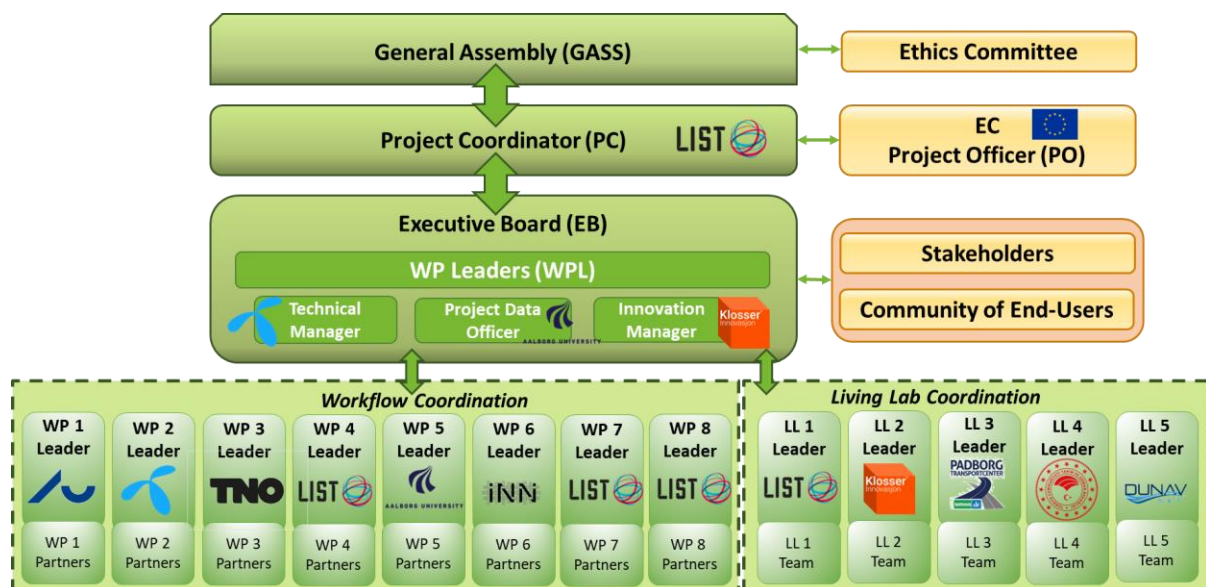 General Assembly (GASS)
Ethics Committee
Project Coordinator (PC)
LIST
EC
Project Officer (PO)
Executive Board (EB)
WP Leaders (WPL)
Technical
Manager
Project Data
Officer
AALBORG UNIVERSITY
Innovation
Manager
Klosser
Innovasjon
Stakeholders
Community of End-Users
Workflow Coordination
WP 1
Leader
WP 2
Leader
TNO
WP 3
Leader
WP 4
Leader
LIST
WP 5
Leader
AALBORG UNIVERSITY
WP 6
Leader
iNN
WP 7
Leader
LIST
WP 8
Leader
LIST
WP 1
Partners
WP 2
Partners
WP 3
Partners
WP 4
Partners
WP 5
Partners
WP 6
Partners
WP 7
Partners
WP 8
Partners
Living Lab Coordination
LL 1
Leader
LIST
LL 2
Leader
Klosser
Innovasjon
LL 3
Leader
PADBORG
TRANSPORTCENTER
LL 4
Leader
LL 5
Leader
DUNAV
LL 1
Team
LL 2
Team
LL 3
Team
LL 4
Team
LL 5
Team